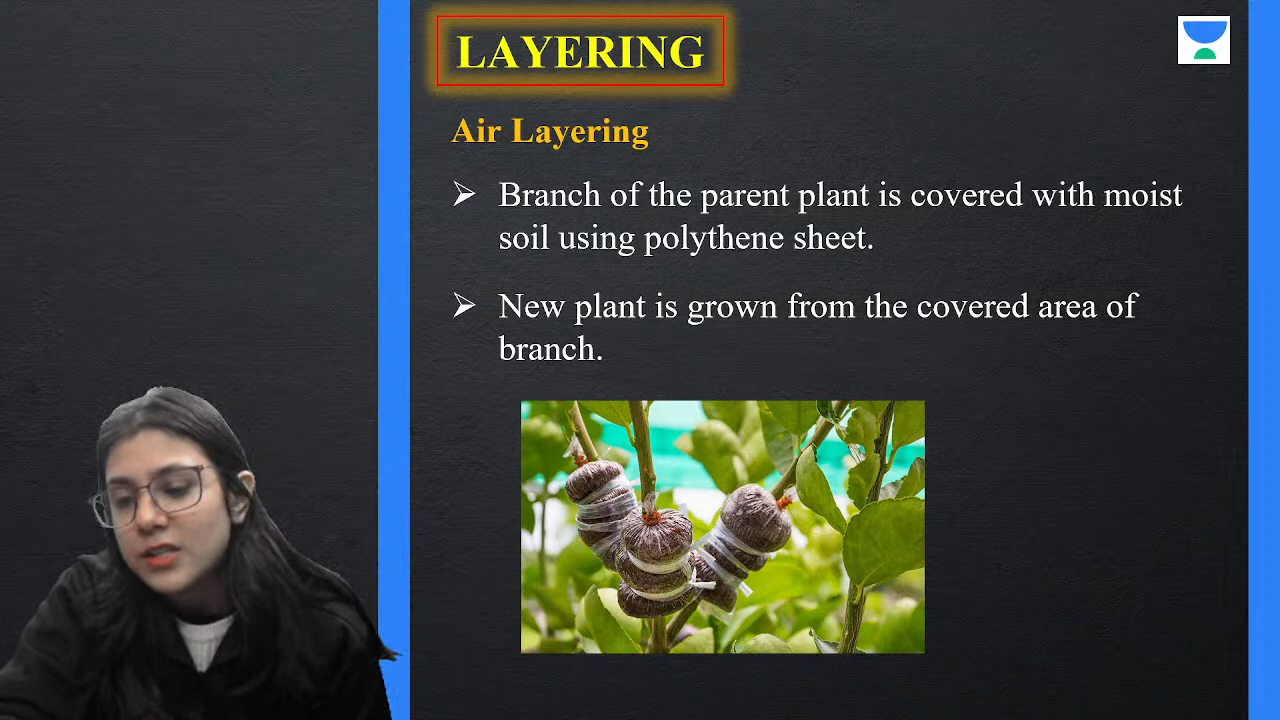 LAYERING
Air Layering
Branch of the parent plant is covered with moist
soil using polythene sheet.
New plant is grown from the covered area of
branch.